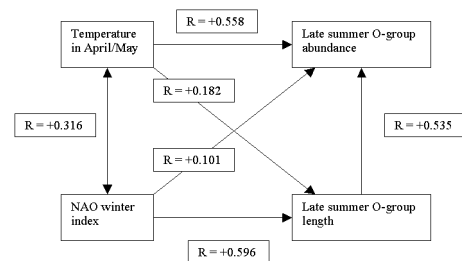 R = +0.558
Temperature
in April/May
Late summer O-group
abundance
R = +0.182
R = +0.316
R = +0.535
R = +0.101
NAO winter
index
Late summer O-group
length
R = +0.596